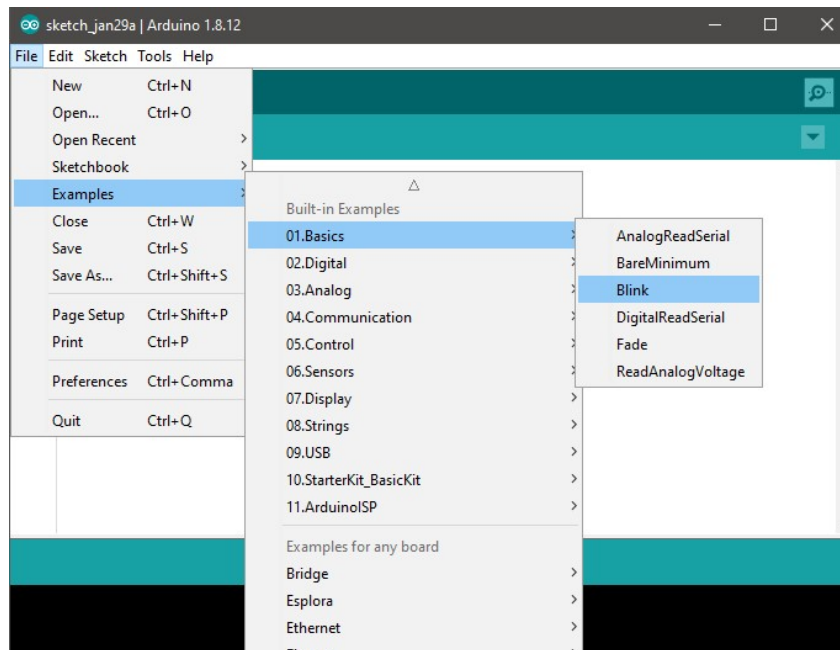 sketch_jan29a | Arduino 1.8.12
File Edit Sketch Tools Help
New Ctrl+N
Open... Ctrl+O
Open Recent
Sketchbook
Examples
Close Ctrl+W
Save Ctrl+S
Save As... Ctrl+Shift+S
Page Setup Ctrl+Shift+P
Print Ctrl+P
Preferences Ctrl+Comma
Quit Ctrl+Q
Built-in Examples
01.Basics
02.Digital
03.Analog
04.Communication
05.Control
06.Sensors
07.Display
08.Strings
09.USB
10.StarterKit_BasicKit
11.ArduinoISP
Examples for any board
Bridge
Esplora
Ethernet
AnalogReadSerial
BareMinimum
Blink
DigitalReadSerial
Fade
ReadAnalogVoltage